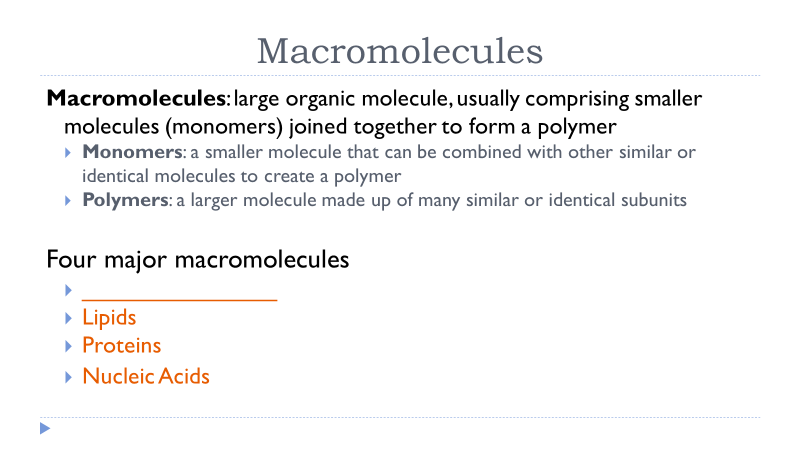 Macromolecules
Macromolecules: large organic molecule, usually comprising smaller
molecules (monomers) joined together to form a polymer
Monomers: a smaller molecule that can be combined with other similar or
identical molecules to create a polymer
Polymers: a larger molecule made up of many similar or identical subunits
Four major macromolecules
_________________
Lipids
Proteins
Nucleic Acids